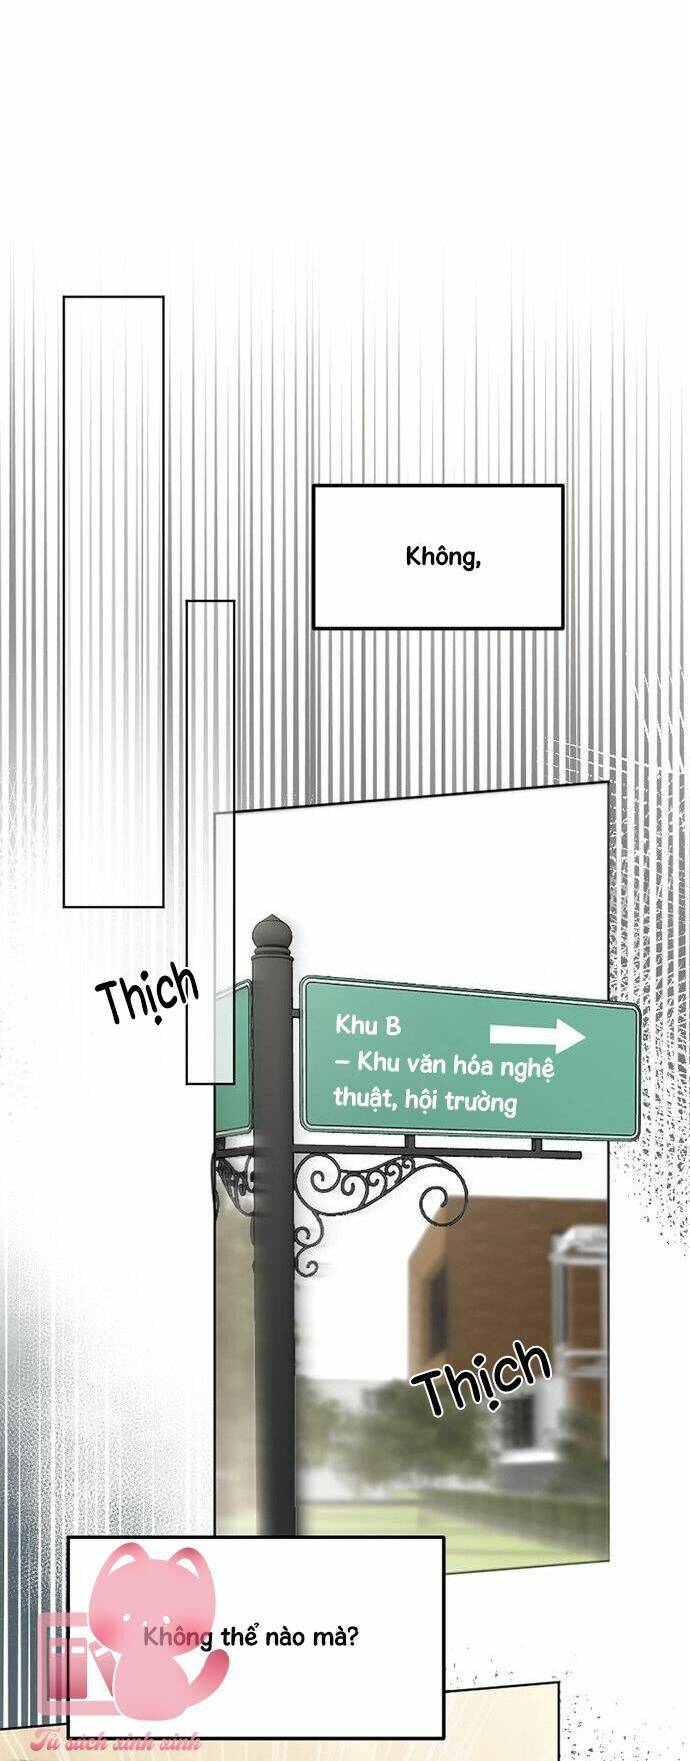 Không,
Thịch
Khu B
– Khu văn hóa nghệ
thuật, hội trường
Thịch
Không thể nào mà?
Tủ sách xinh xinh